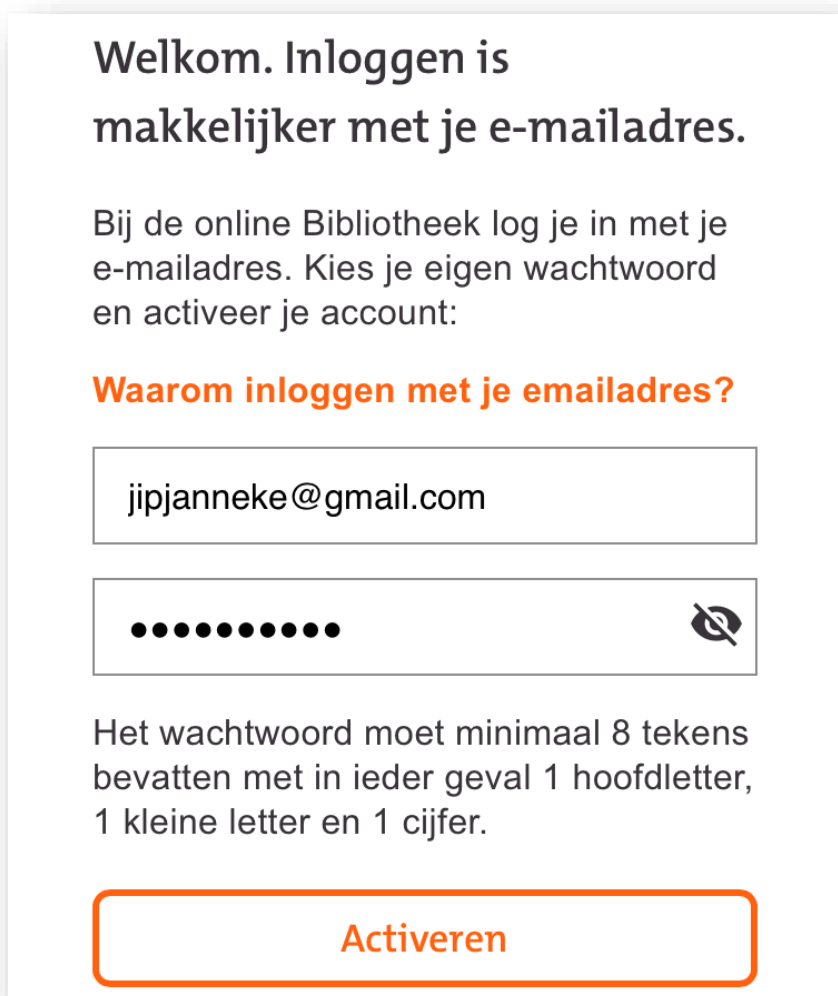 Welkom. Inloggen is
makkelijker met je e-mailadres.
Bij de online Bibliotheek log je in met je
e-mailadres. Kies je eigen wachtwoord
en activeer je account:
Waarom inloggen met je emailadres?
jipjanneke@gmail.com
••••••••••
Het wachtwoord moet minimaal 8 tekens
bevatten met in ieder geval 1 hoofdletter,
1 kleine letter en 1 cijfer.
Activeren